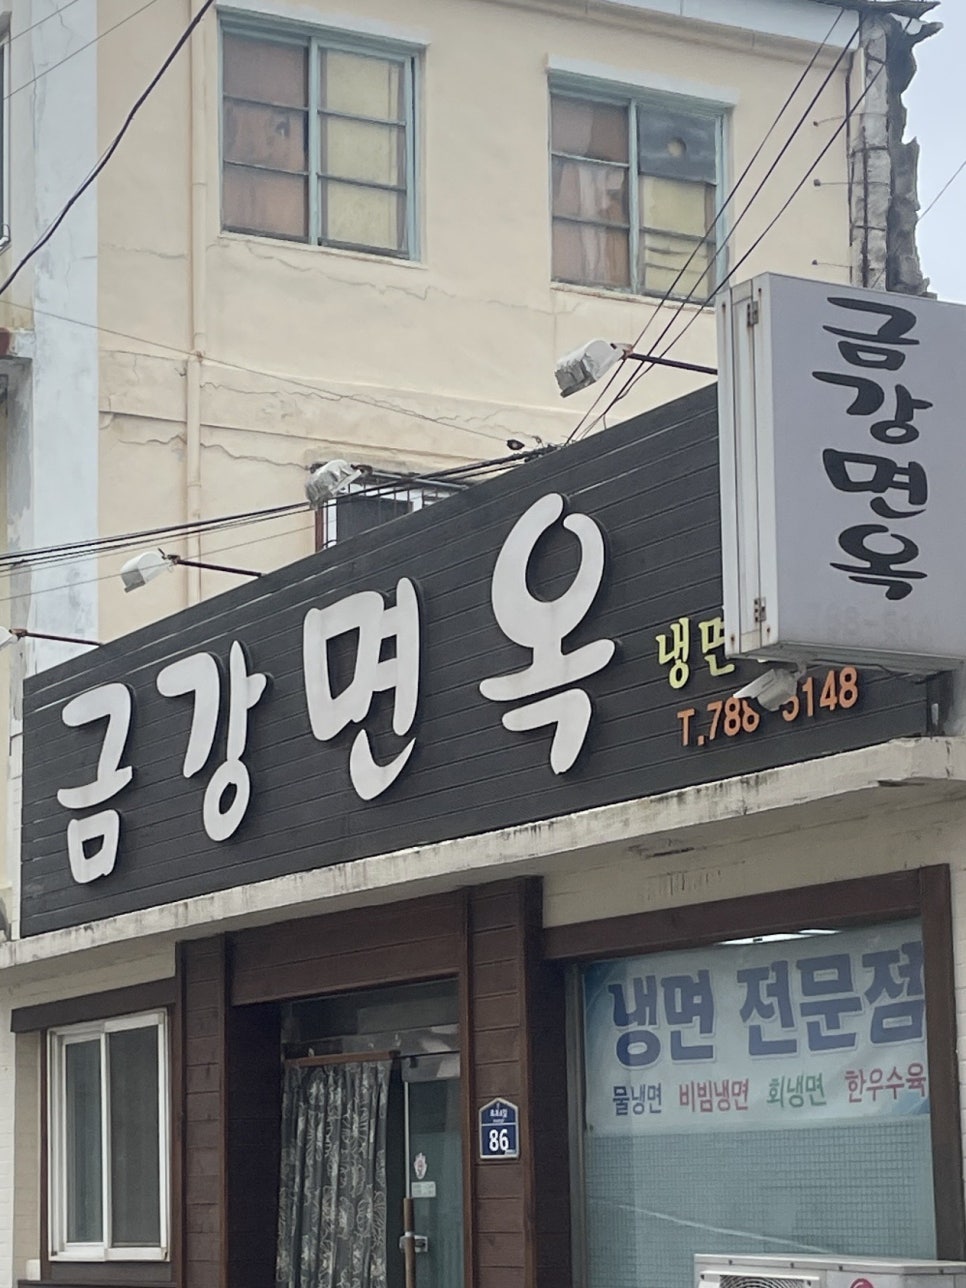 금강면옥
금강면옥
냉면
T.788-5148
냉면 전문점
물냉면 비빔냉면 회냉면 한우수육
86